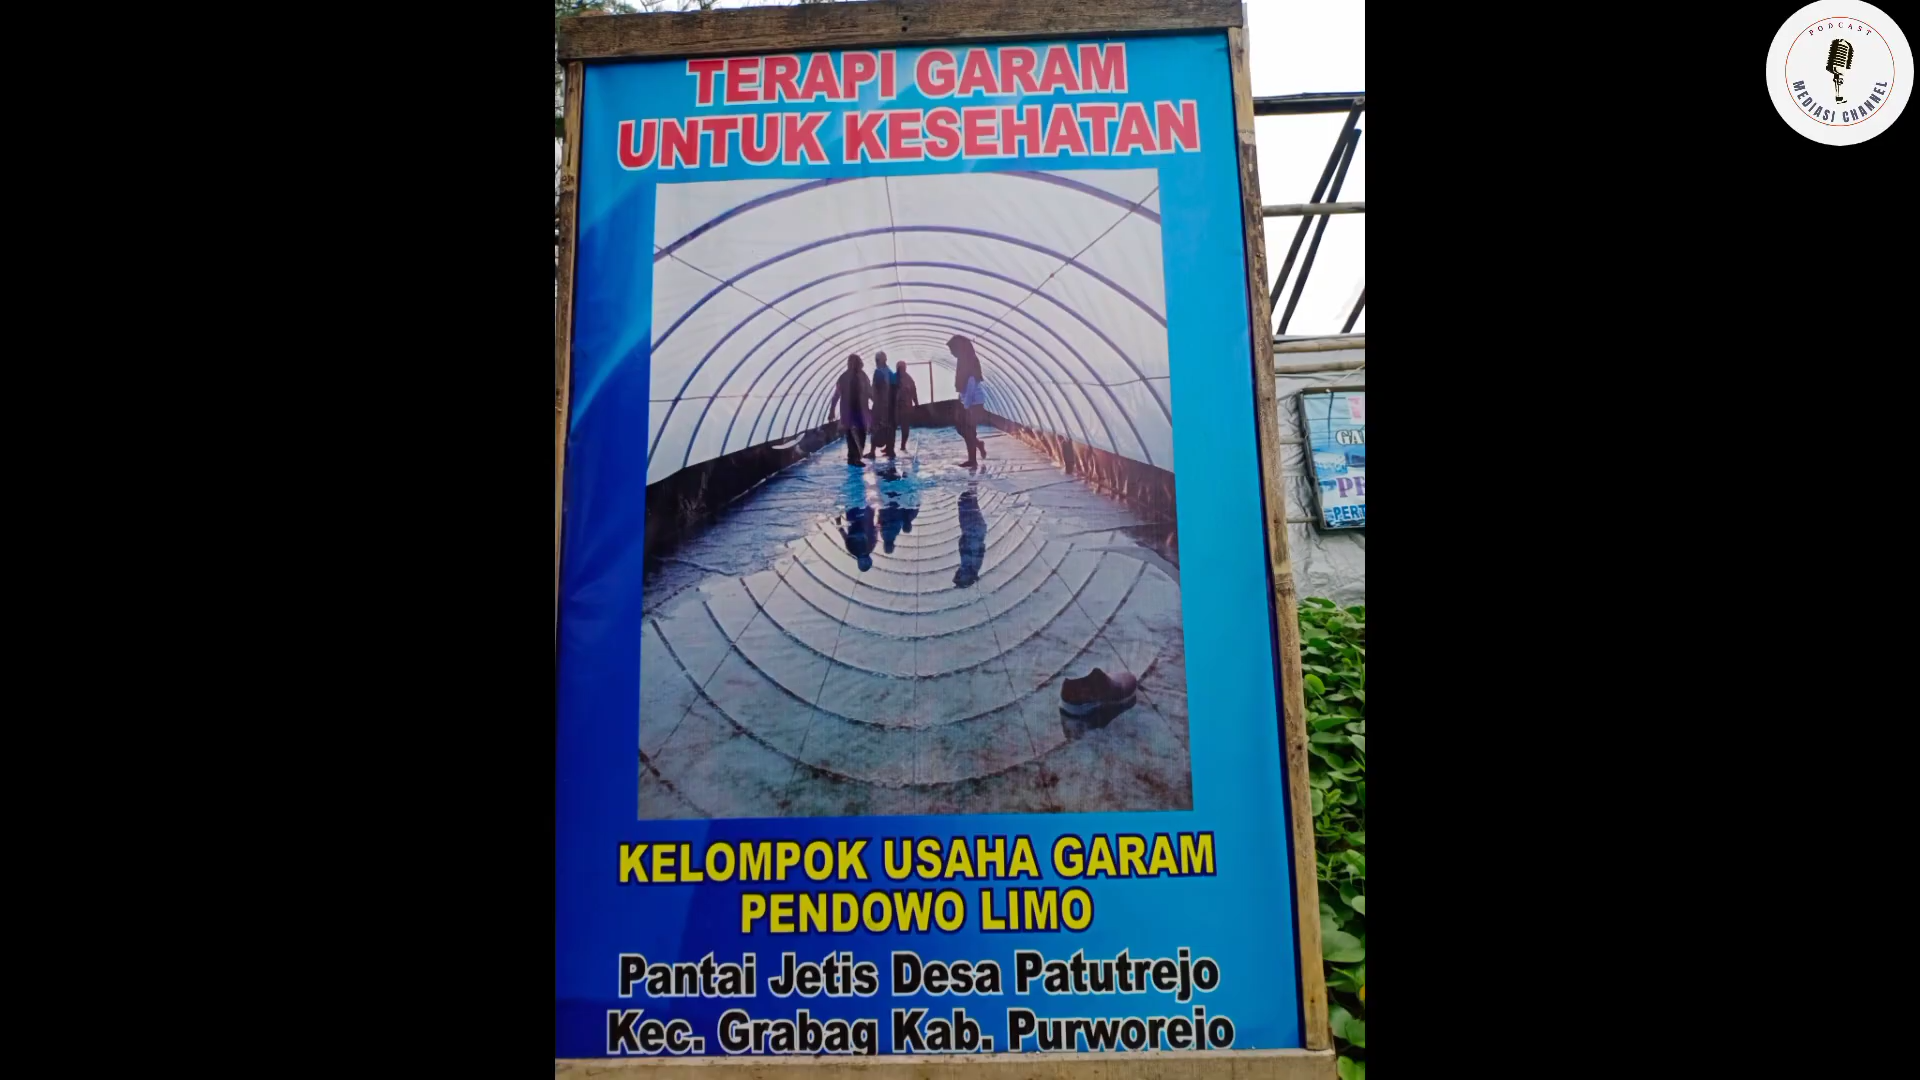 TERAPI GARAM
UNTUK KESEHATAN
KELOMPOK USAHA GARAM
PENDOWO LIMO
Pantai Jetis Desa Patutrejo
Kec. Grabag Kab. Purworejo
PODCAST
MEDIASI CHANNEL